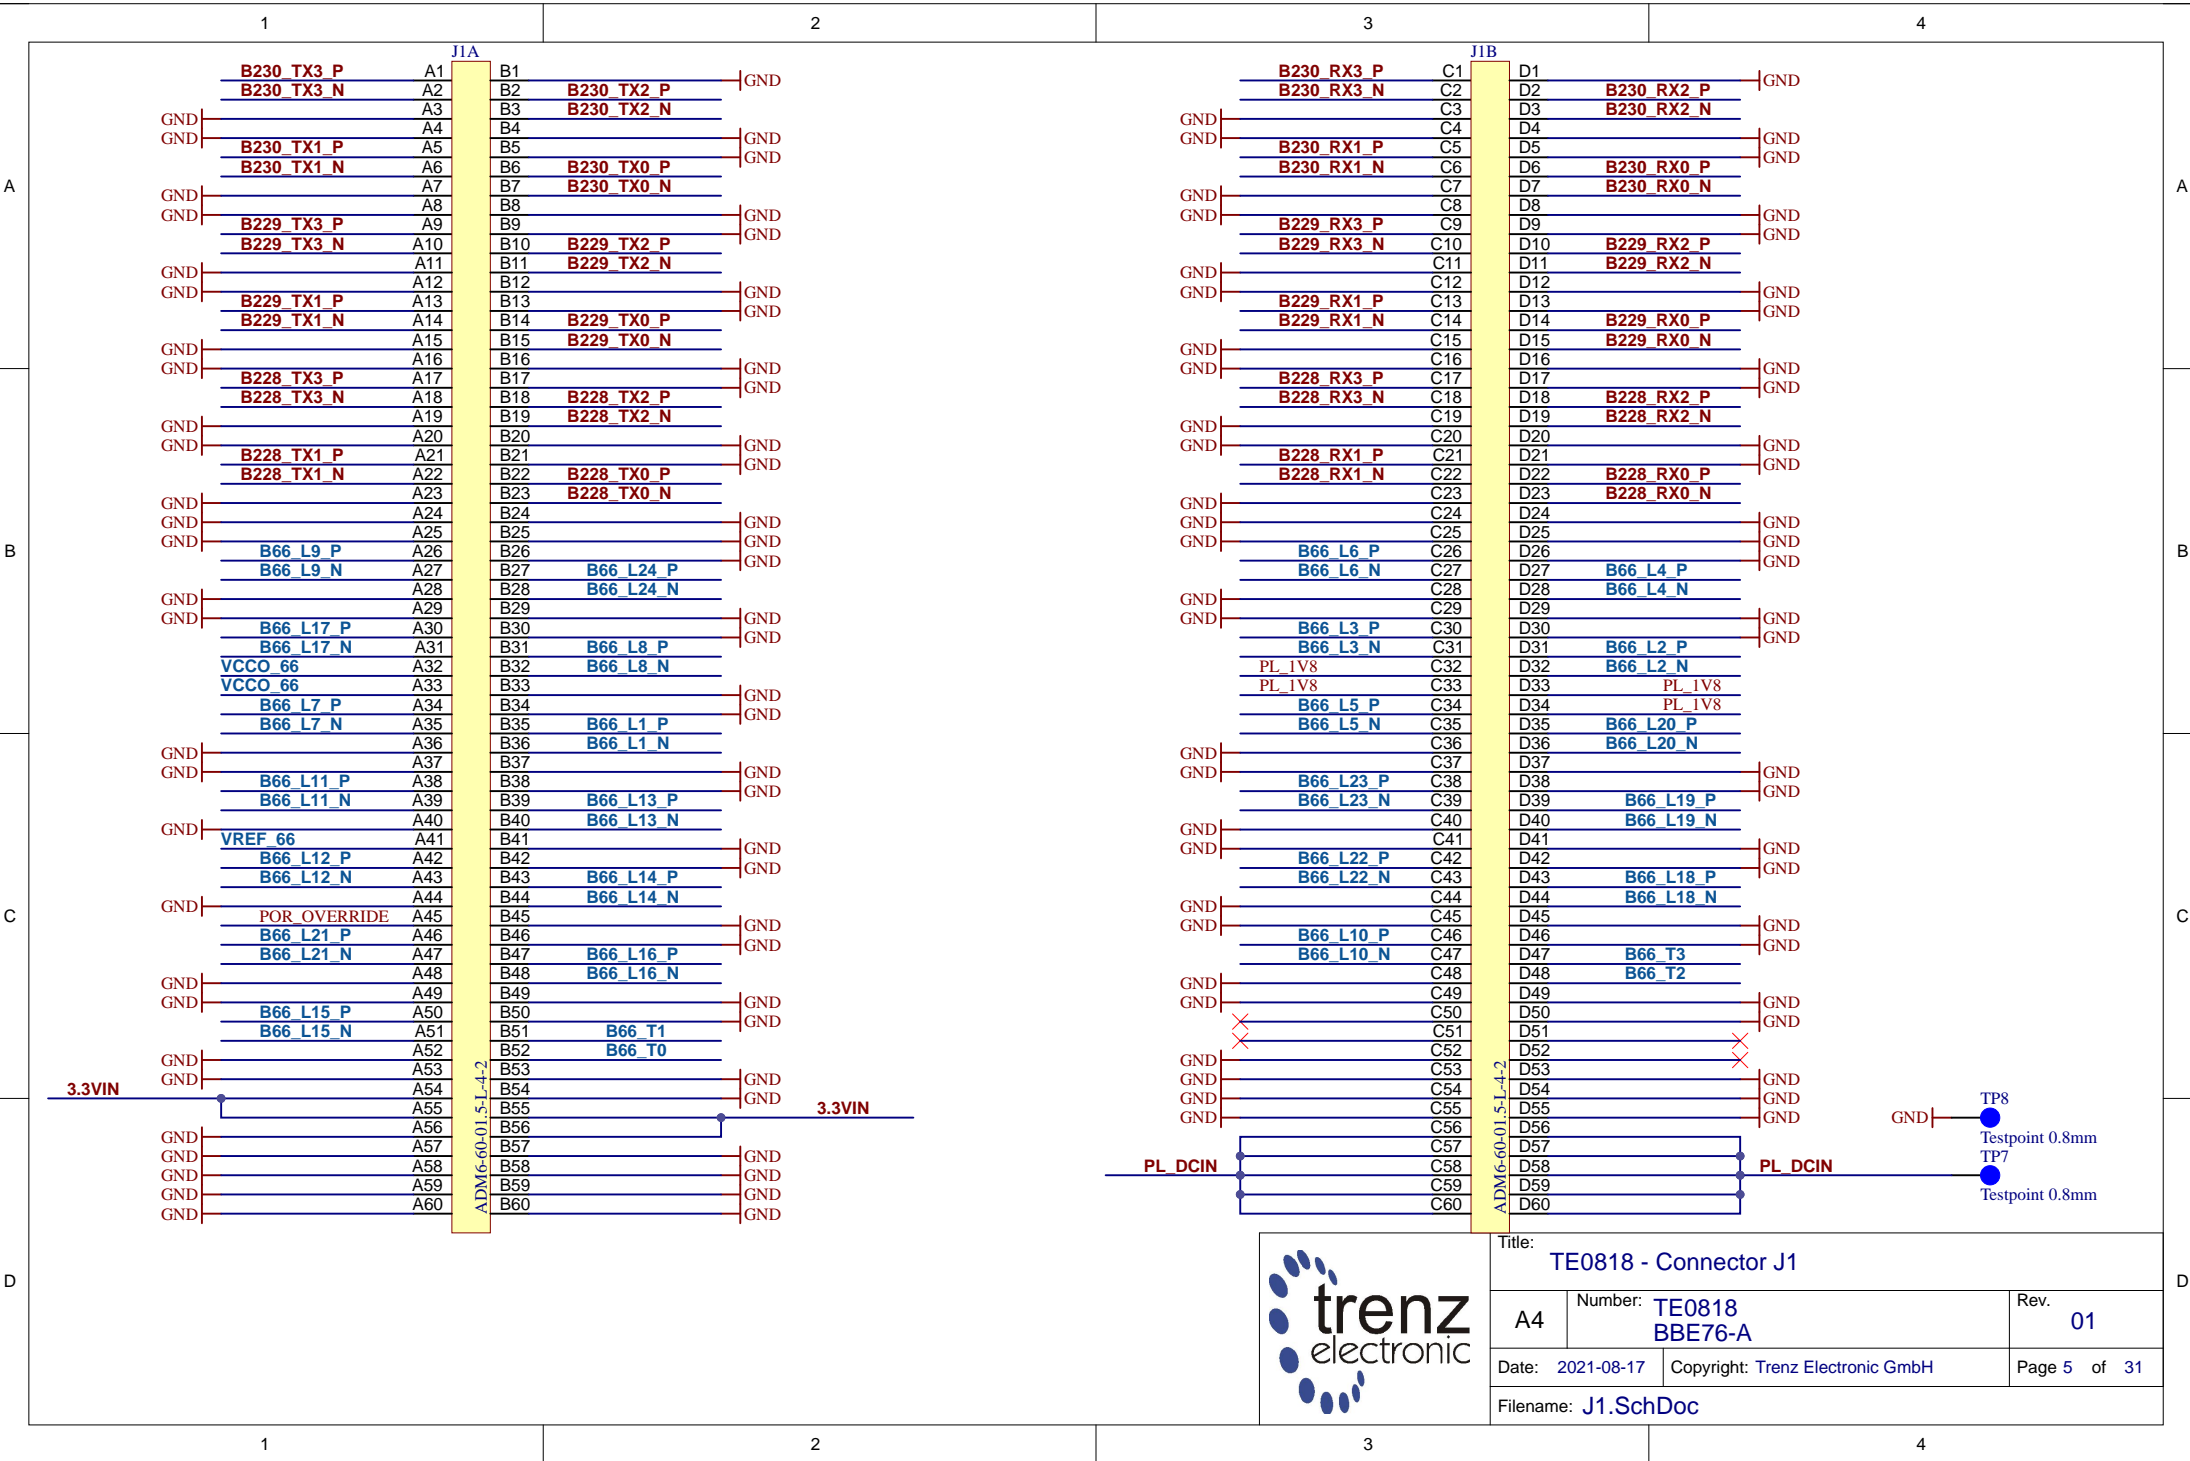 1 2 3 4
J1A J1B
B230_TX3_P A1 B1 GND B230_RX3_P C1 D1 GND
B230_TX3_N A2 B2 B230_TX2_P B230_RX3_N C2 D2 B230_RX2_P
GND A3 B3 B230_TX2_N GND C3 D3 B230_RX2_N
GND A4 B4 GND GND C4 D4 GND
B230_TX1_P A5 B5 GND B230_RX1_P C5 D5 GND
B230_TX1_N A6 B6 B230_TX0_P B230_RX1_N C6 D6 B230_RX0_P
A GND A7 B7 B230_TX0_N GND C7 D7 B230_RX0_N A
GND A8 B8 GND GND C8 D8 GND
B229_TX3_P A9 B9 GND B229_RX3_P C9 D9 GND
B229_TX3_N A10 B10 B229_TX2_P B229_RX3_N C10 D10 B229_RX2_P
GND A11 B11 B229_TX2_N GND C11 D11 B229_RX2_N
GND A12 B12 GND GND C12 D12 GND
B229_TX1_P A13 B13 GND B229_RX1_P C13 D13 GND
B229_TX1_N A14 B14 B229_TX0_P B229_RX1_N C14 D14 B229_RX0_P
GND A15 B15 B229_TX0_N GND C15 D15 B229_RX0_N
GND A16 B16 GND GND C16 D16 GND
B228_TX3_P A17 B17 GND B228_RX3_P C17 D17 GND
B228_TX3_N A18 B18 B228_TX2_P B228_RX3_N C18 D18 B228_RX2_P
GND A19 B19 B228_TX2_N GND C19 D19 B228_RX2_N
GND A20 B20 GND GND C20 D20 GND
B228_TX1_P A21 B21 GND B228_RX1_P C21 D21 GND
B228_TX1_N A22 B22 B228_TX0_P B228_RX1_N C22 D22 B228_RX0_P
GND A23 B23 B228_TX0_N GND C23 D23 B228_RX0_N
GND A24 B24 GND GND C24 D24 GND
GND A25 B25 GND GND C25 D25 GND
B B66_L9_P A26 B26 GND B66_L6_P C26 D26 GND B
B66_L9_N A27 B27 B66_L24_P B66_L6_N C27 D27 B66_L4_P
GND A28 B28 B66_L24_N GND C28 D28 B66_L4_N
GND A29 B29 GND GND C29 D29 GND
B66_L17_P A30 B30 GND B66_L3_P C30 D30 GND
B66_L17_N A31 B31 B66_L8_P B66_L3_N C31 D31 B66_L2_P
VCCO_66 A32 B32 B66_L8_N PL_1V8 C32 D32 B66_L2_N
VCCO_66 A33 B33 GND PL_1V8 C33 D33 PL_1V8
B66_L7_P A34 B34 GND B66_L5_P C34 D34 PL_1V8
B66_L7_N A35 B35 B66_L1_P B66_L5_N C35 D35 B66_L20_P
GND A36 B36 B66_L1_N GND C36 D36 B66_L20_N
GND A37 B37 GND GND C37 D37 GND
B66_L11_P A38 B38 GND B66_L23_P C38 D38 GND
B66_L11_N A39 B39 B66_L13_P B66_L23_N C39 D39 B66_L19_P
GND A40 B40 B66_L13_N GND C40 D40 B66_L19_N
VREF_66 A41 B41 GND GND C41 D41 GND
B66_L12_P A42 B42 GND B66_L22_P C42 D42 GND
B66_L12_N A43 B43 B66_L14_P B66_L22_N C43 D43 B66_L18_P
GND A44 B44 B66_L14_N GND C44 D44 B66_L18_N
C POR_OVERRIDE A45 B45 GND GND C45 D45 GND C
B66_L21_P A46 B46 GND B66_L10_P C46 D46 GND
B66_L21_N A47 B47 B66_L16_P B66_L10_N C47 D47 B66_T3
GND A48 B48 B66_L16_N GND C48 D48 B66_T2
GND A49 B49 GND GND C49 D49 GND
B66_L15_P A50 B50 GND C50 D50 GND
B66_L15_N A51 B51 B66_T1 C51 D51
GND A52 B52 B66_T0 GND C52 D52
GND A53 B53 GND GND C53 D53 GND
3.3VIN A54 B54 GND GND C54 D54 GND
A55 B55 3.3VIN GND C55 D55 GND GND TP8
GND A56 B56 C56 D56 Testpoint 0.8mm
GND A57 B57 GND C57 D57 TP7
GND A58 B58 GND PL_DCIN C58 D58 PL_DCIN
GND A59 B59 GND C59 D59 Testpoint 0.8mm
GND A60 B60 GND C60 D60
ADM6-60-01.5-L-4-2 ADM6-60-01.5-L-4-2
Title:
TE0818 - Connector J1
D D
trenz
electronic
A4 Number: TE0818 Rev.
BBE76-A 01
Date: 2021-08-17 Copyright: Trenz Electronic GmbH Page 5 of 31
Filename: J1.SchDoc
1 2 3 4